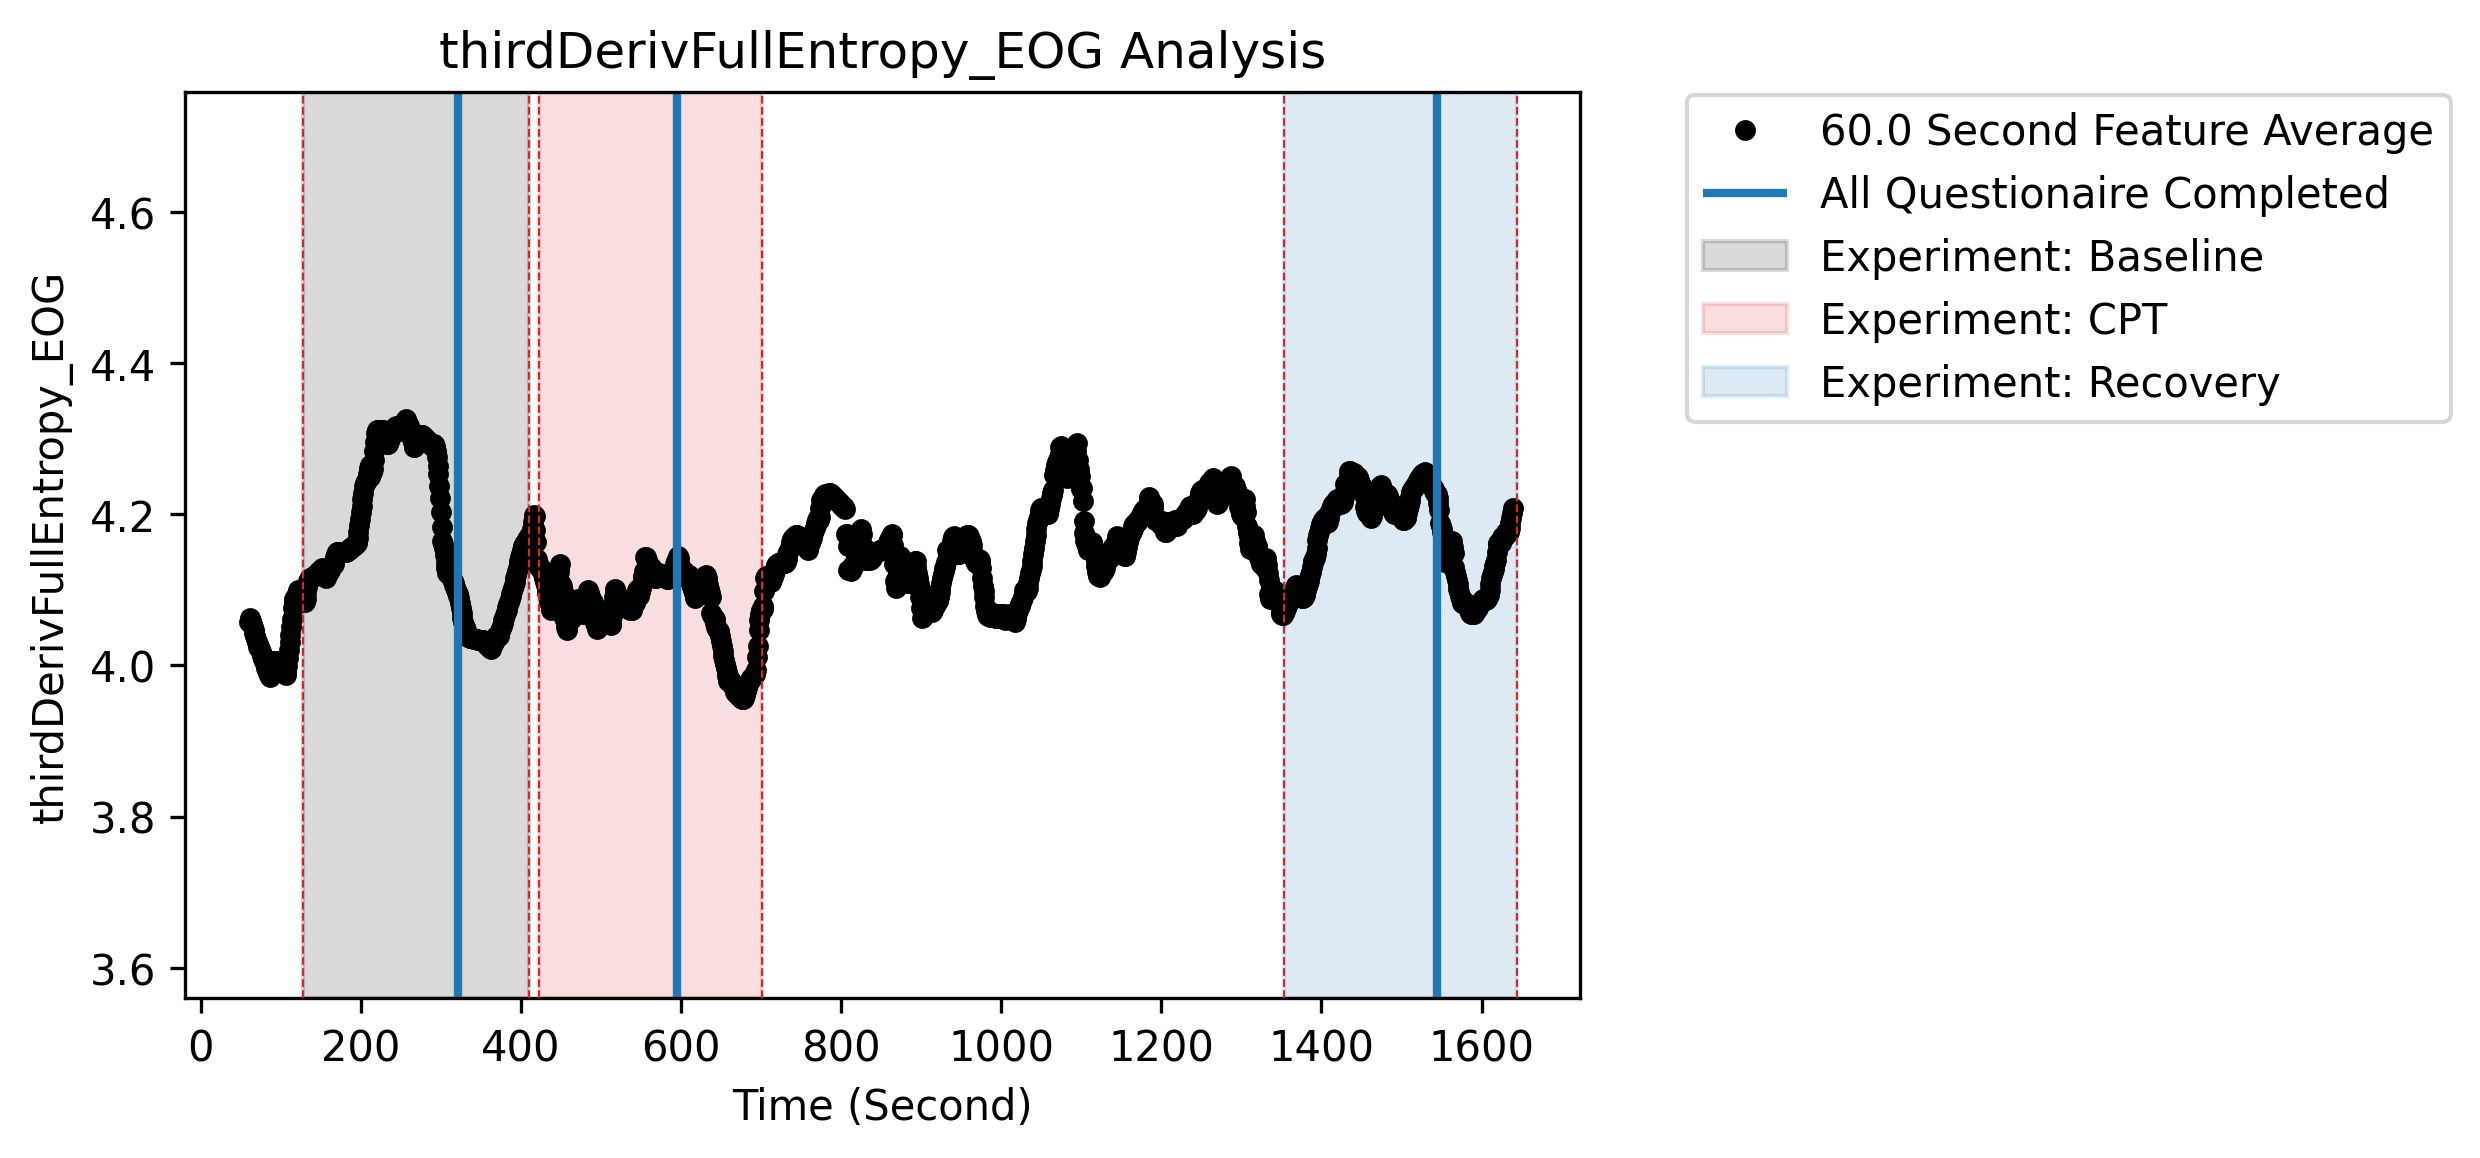 thirdDerivFullEntropy_EOG Analysis
thirdDerivFullEntropy_EOG
4.6
4.4
4.2
4.0
3.8
3.6
0 200 400 600 800 1000 1200 1400 1600
Time (Second)
60.0 Second Feature Average
All Questionaire Completed
Experiment: Baseline
Experiment: CPT
Experiment: Recovery